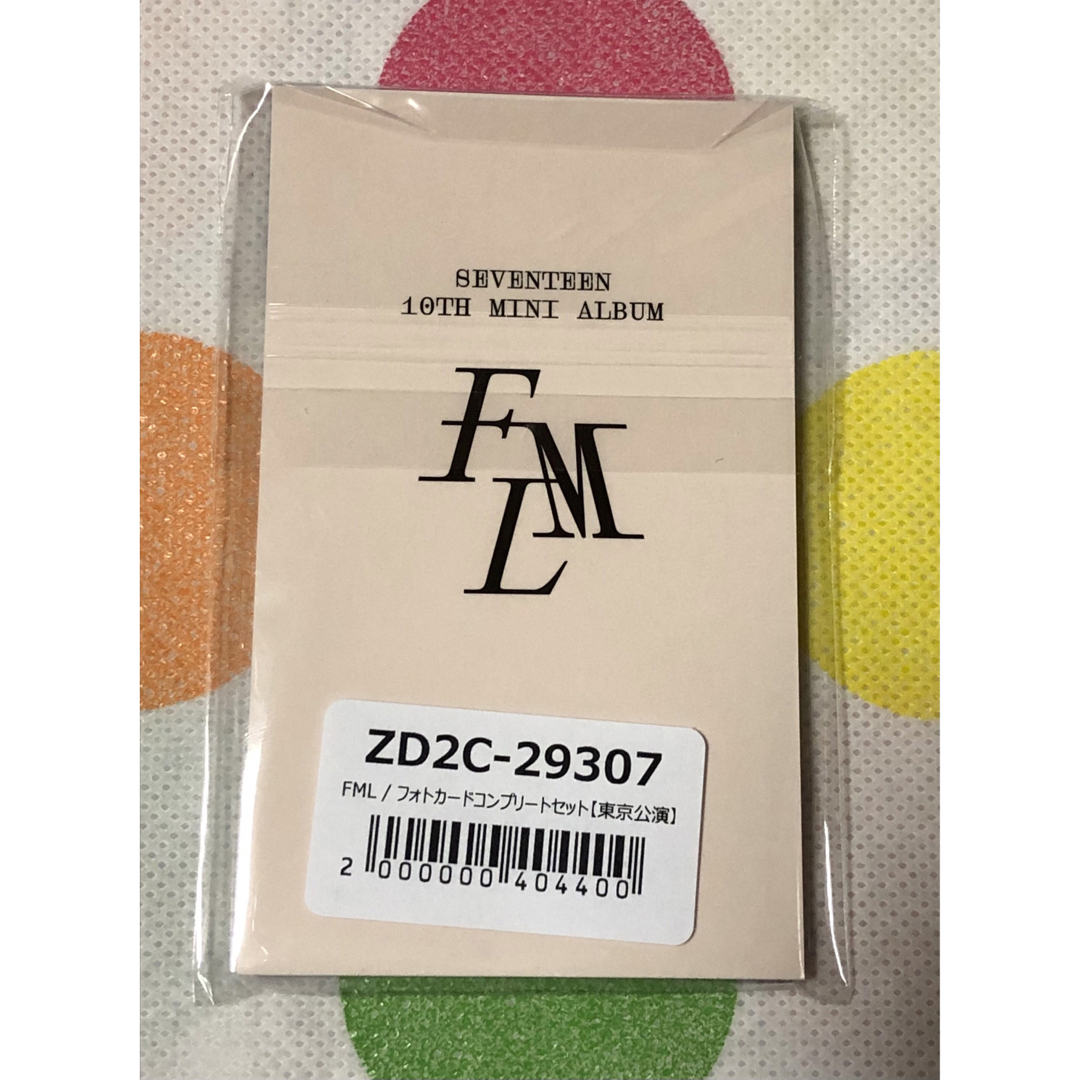 SEVENTEEN
10TH MINI ALBUM
FML
ZD2C-29307
FML / フォトカードコンプリートセット【東京公演】
2 000000 404400